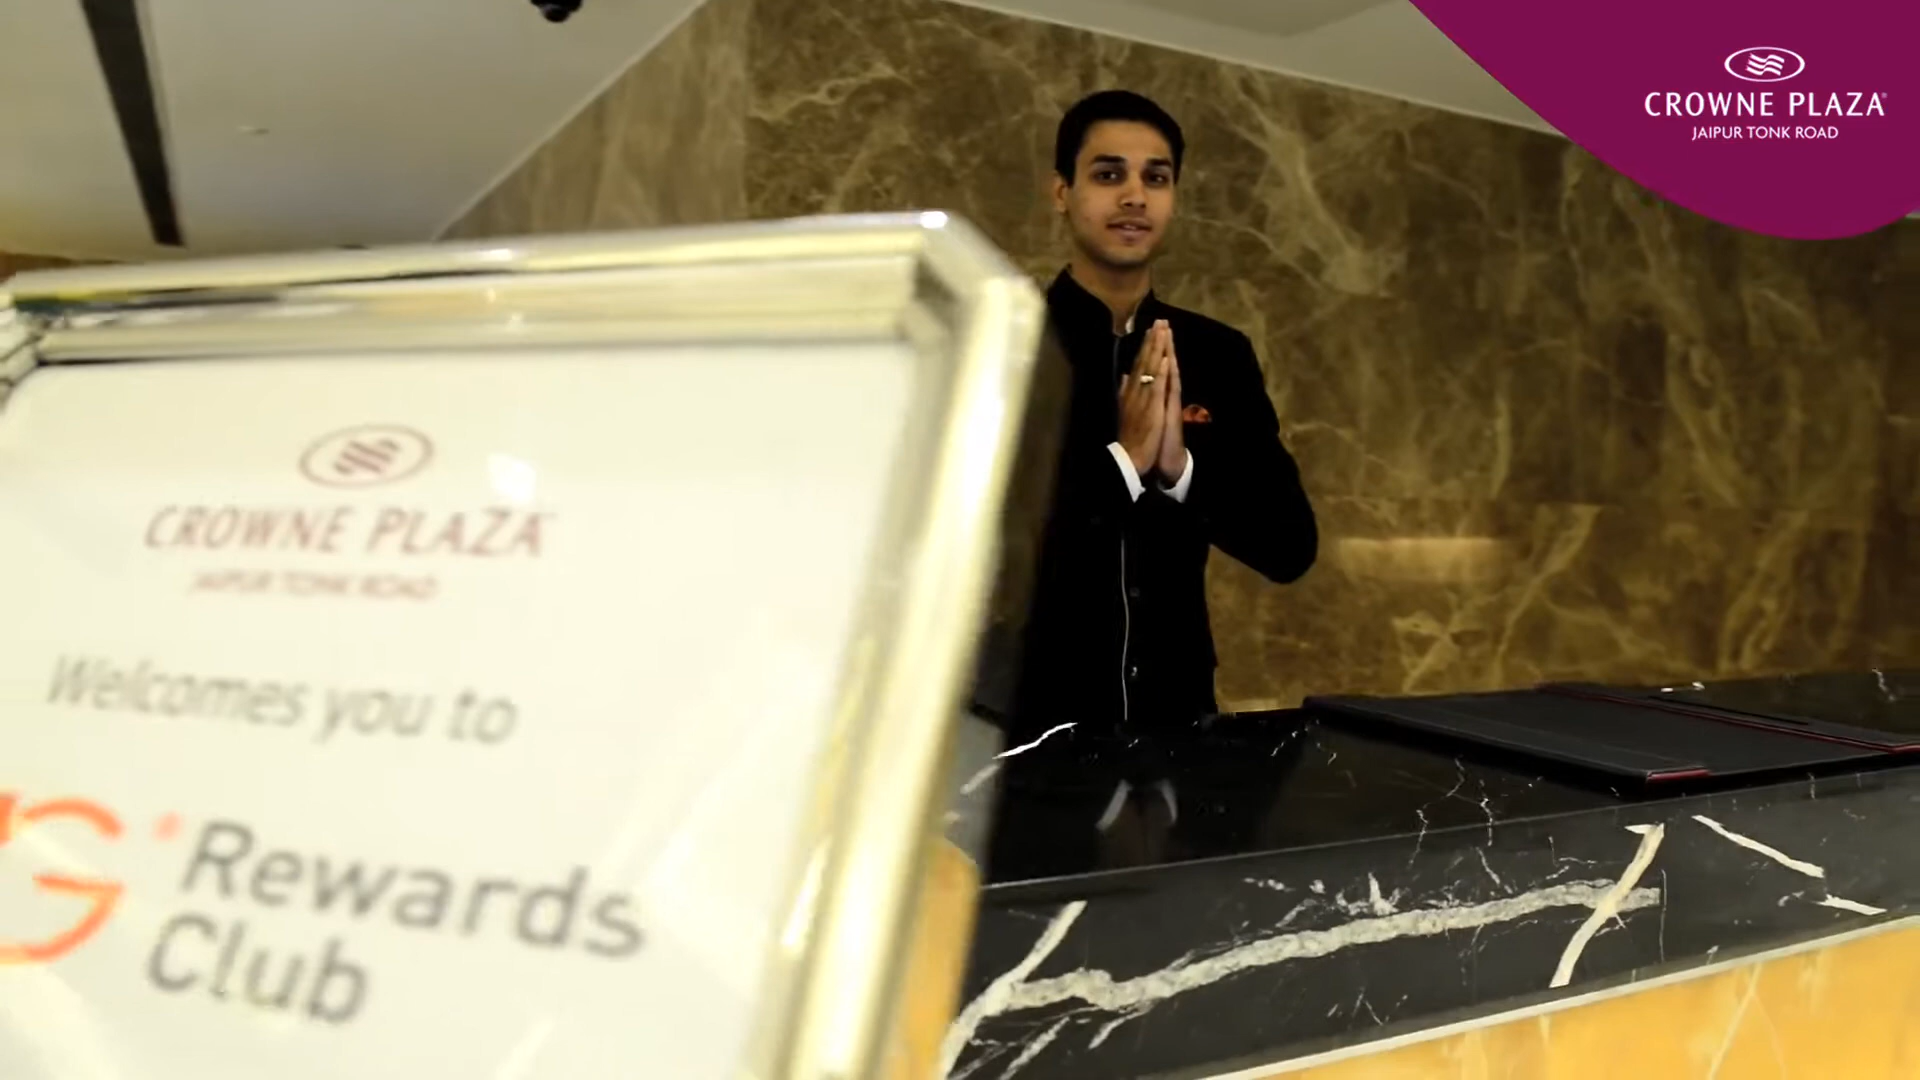 CROWNE PLAZA
JAIPUR TONK ROAD
CROWNE PLAZA
JAIPUR TONK ROAD
Welcomes you to
G® Rewards
Club